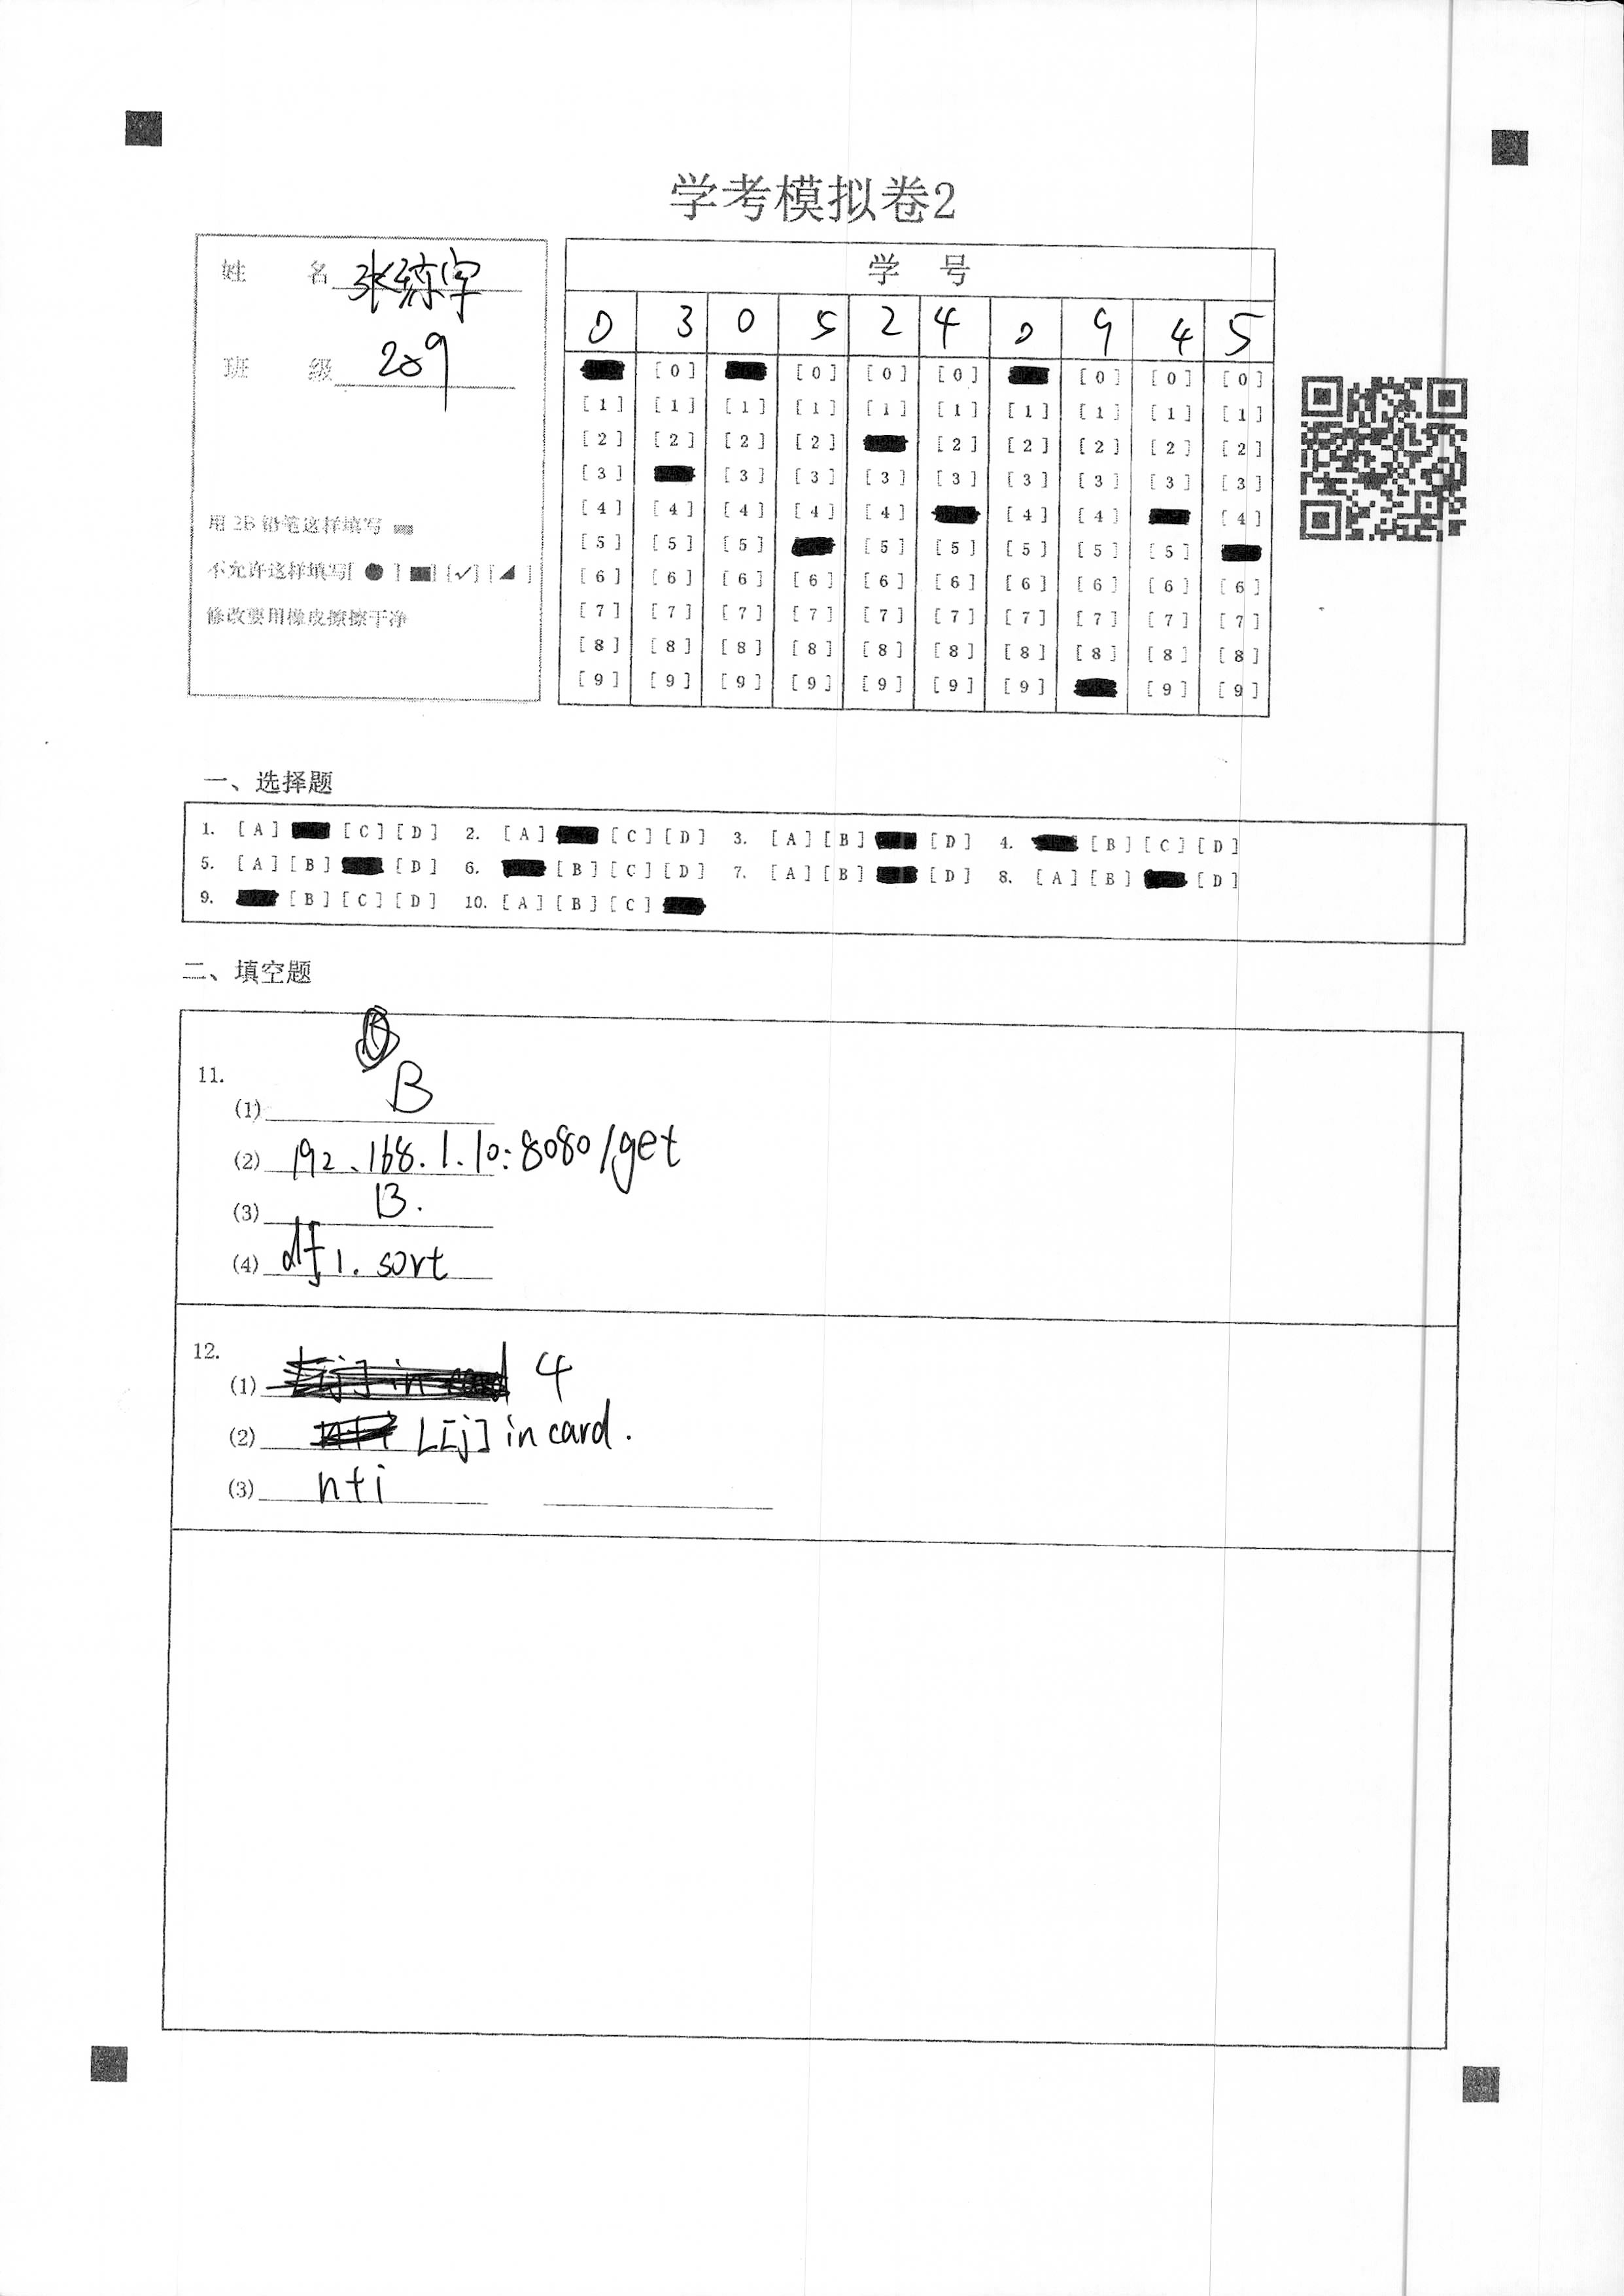 学考模拟卷2
姓 名 张
班 级 209
用 2B 铅笔这样填写
不允许这样填写[ ● ] [■] [✓] [◢ ]
修改要用橡皮擦擦干净
学 号
0 3 0 5 2 4 0 9 4 5
[0] [0] [0] [0] [0] [0] [0]
[1] [1] [1] [1] [1] [1] [1] [1] [1] [1]
[2] [2] [2] [2] [2] [2] [2] [2] [2]
[3] [3] [3] [3] [3] [3] [3] [3] [3]
[4] [4] [4] [4] [4] [4] [4] [4]
[5] [5] [5] [5] [5] [5] [5] [5]
[6] [6] [6] [6] [6] [6] [6] [6] [6] [6]
[7] [7] [7] [7] [7] [7] [7] [7] [7] [7]
[8] [8] [8] [8] [8] [8] [8] [8] [8] [8]
[9] [9] [9] [9] [9] [9] [9] [9] [9]
一、选择题
1. [A] [C] [D] 2. [A] [C] [D] 3. [A] [B] [D] 4. [B] [C] [D]
5. [A] [B] [D] 6. [B] [C] [D] 7. [A] [B] [D] 8. [A] [B] [D]
9. [B] [C] [D] 10. [A] [B] [C]
二、填空题
11.
(1) B
(2) 192.168.1.10:8080/get
(3) B.
(4) df1.sort
12.
(1) 4
(2) L[j] in card.
(3) n+i